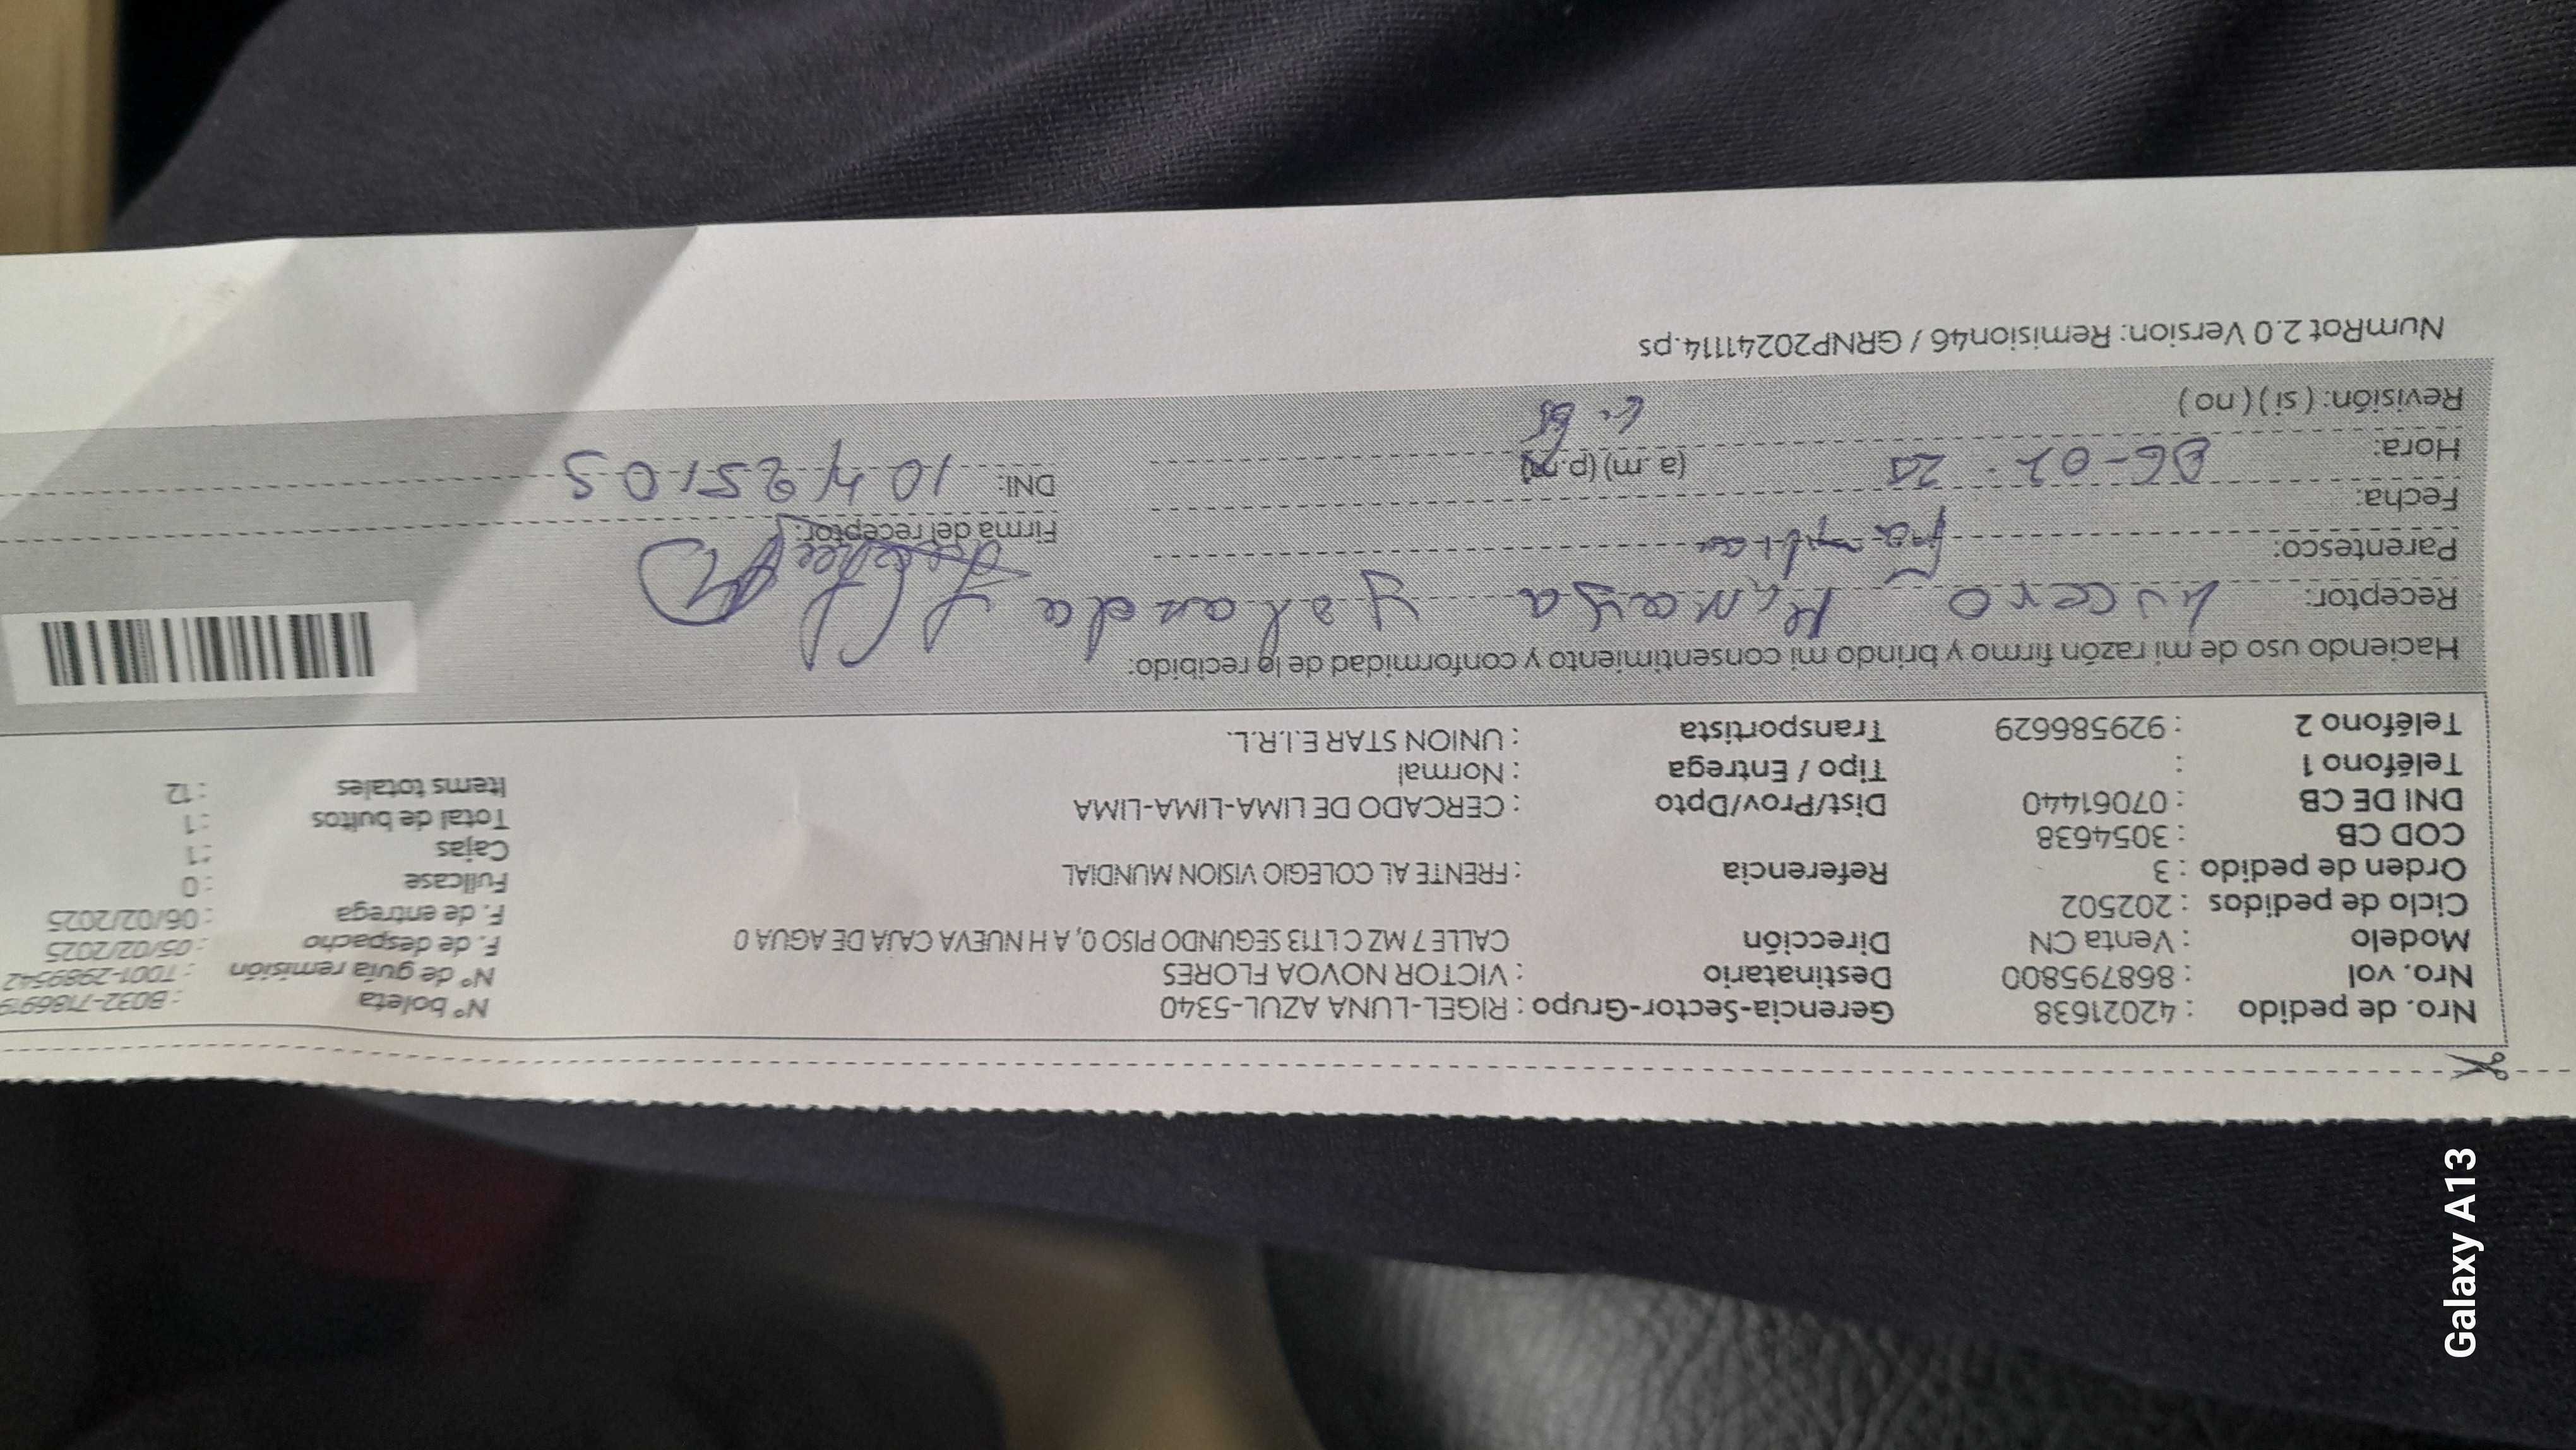 Nro. de pedido : 42021638 Gerencia-Sector-Grupo : RIGEL-LUNA AZUL-5340 N° boleta : B032-7186919
Nro. vol : 868795800 Destinatario : VICTOR NOVOA FLORES N° de guía remisión : T001-2989542
Modelo : Venta CN Dirección CALLE 7 MZ C LT13 SEGUNDO PISO 0, A H NUEVA CAJA DE AGUA 0 F. de despacho : 05/02/2025
Ciclo de pedidos : 202502 F. de entrega : 06/02/2025
Orden de pedido : 3 Referencia : FRENTE AL COLEGIO VISION MUNDIAL Fullcase : 0
COD CB : 3054638 Cajas : 1
DNI DE CB : 07061440 Dist/Prov/Dpto : CERCADO DE LIMA-LIMA-LIMA Total de bultos : 1
Teléfono 1 : Tipo / Entrega : Normal Items totales : 12
Teléfono 2 : 929586629 Transportista : UNION STAR E.I.R.L.
Haciendo uso de mi razón firmo y brindo mi consentimiento y conformidad de lo recibido:
Receptor: Lucero Minaya Yolanda
Parentesco: Familiar Firma del receptor:
Fecha: DNI: 10425105
Hora: 06-02-25 (a.m) (p.m)
Revisión: ( si ) ( no )
NumRot 2.0 Version: Remision46 / GRNP20241114.ps
Galaxy A13